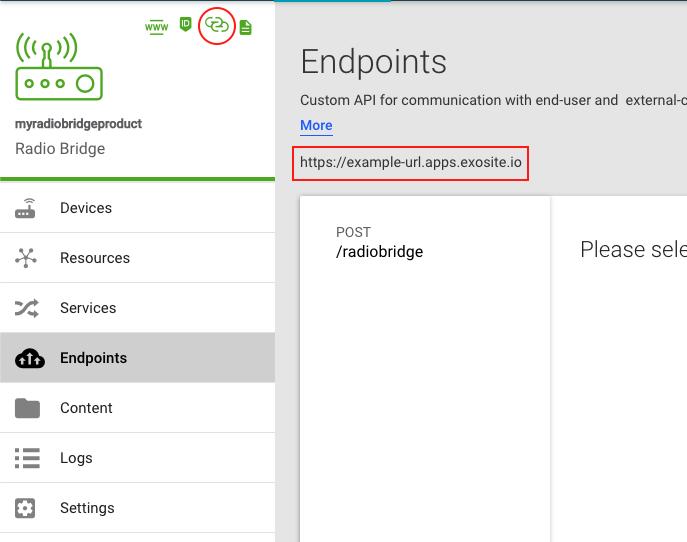 www
ID
myradiobridgeproduct
Radio Bridge
Devices
Resources
Services
Endpoints
Content
Logs
Settings
Endpoints
Custom API for communication with end-user and external-c
More
https://example-url.apps.exosite.io
POST
/radiobridge
Please sele